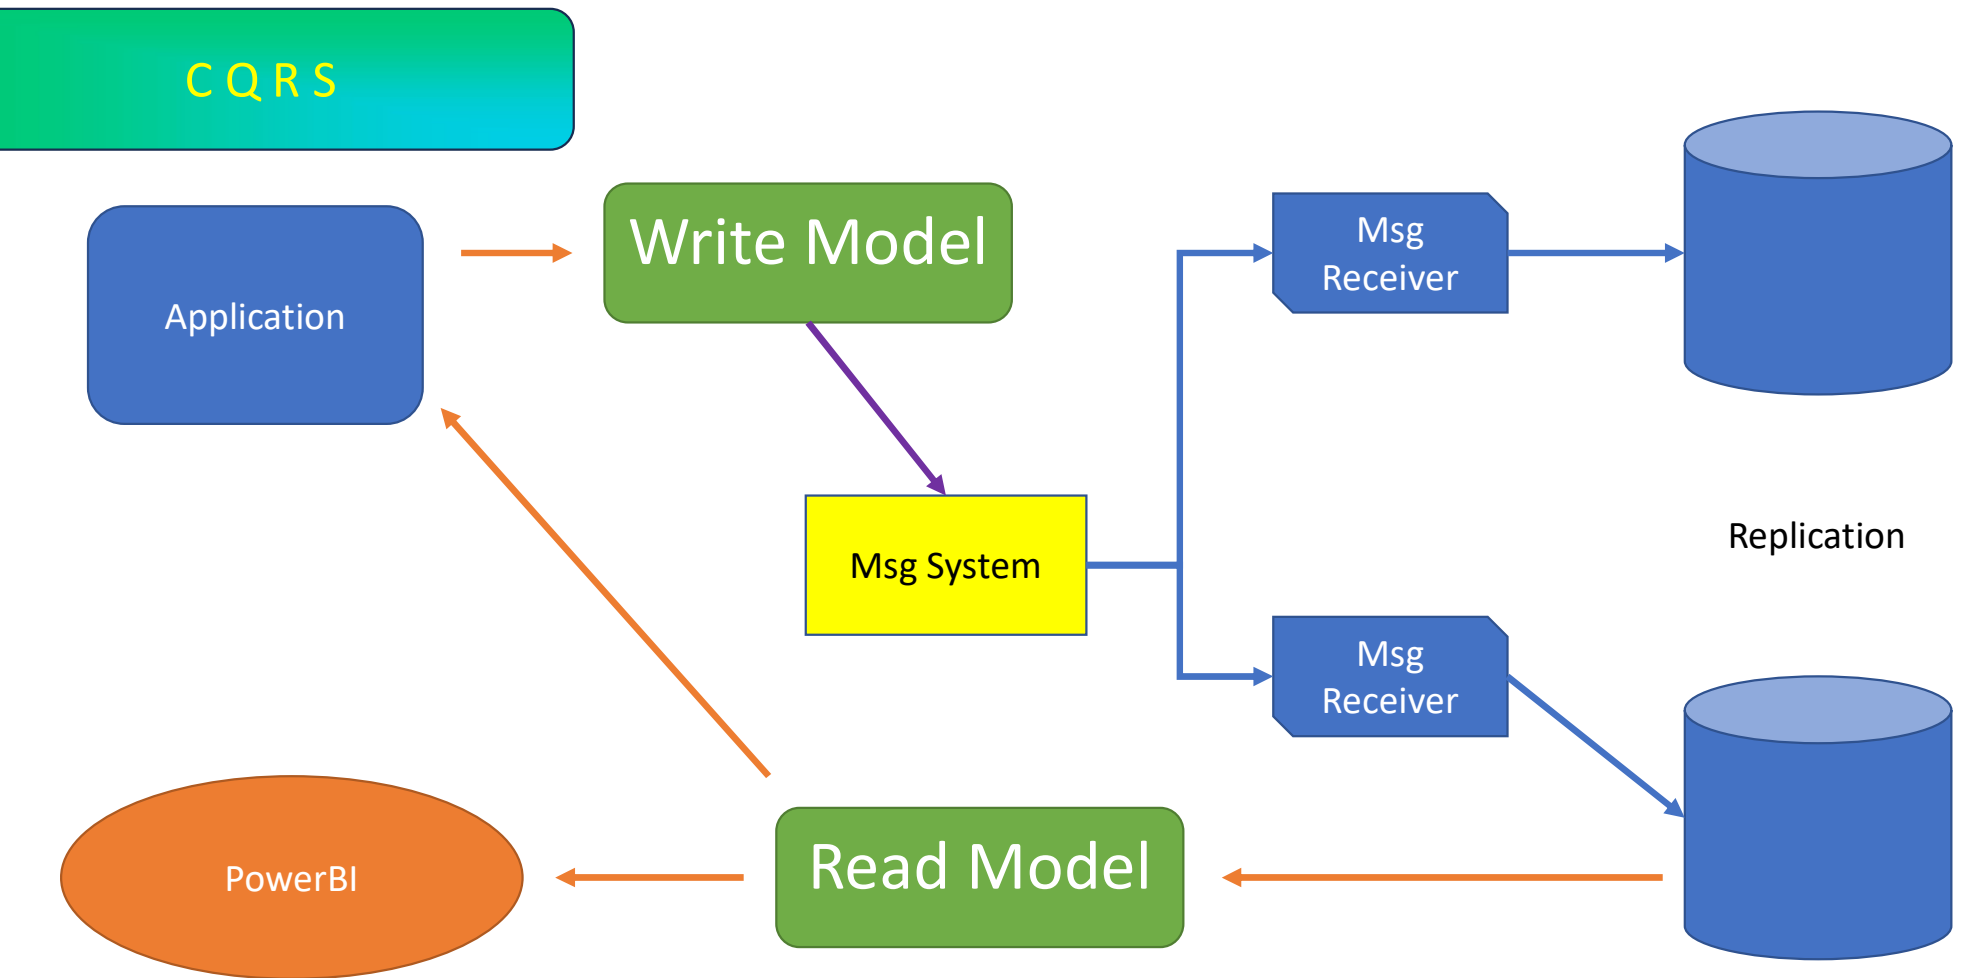 C Q R S
Write Model
Application
Msg
Receiver
Msg System
Replication
Msg
Receiver
PowerBI
Read Model